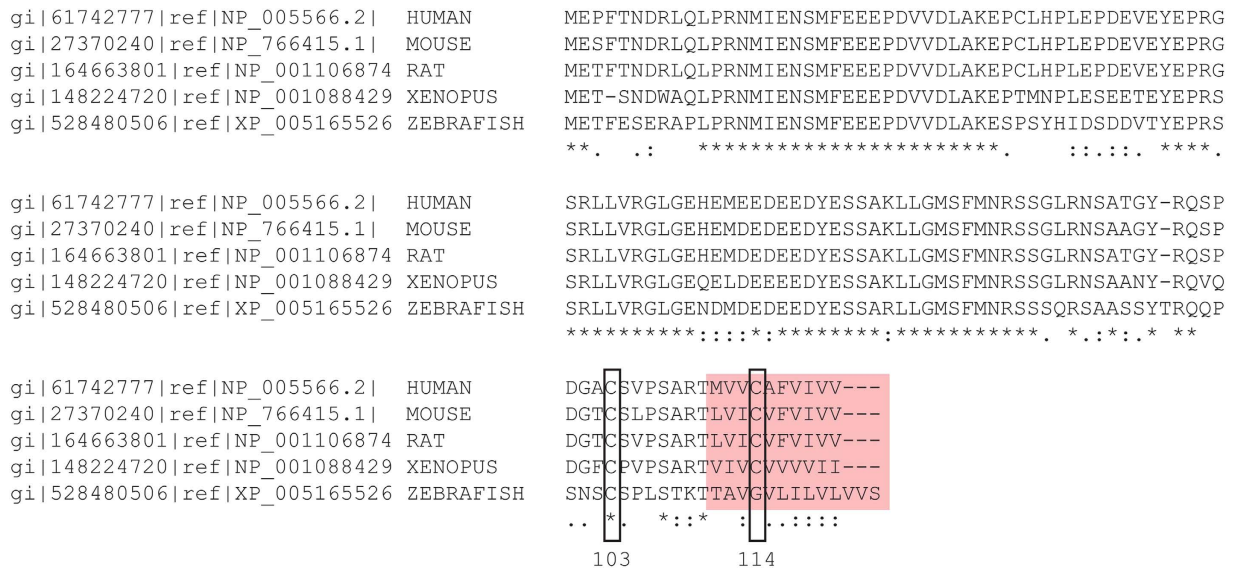 gi|61742777|ref|NP_005566.2| HUMAN MEPFTNDRLQLPRNMIENSMFEEEPDVVDLAKEPCLHPLEPDEVEYEPRG
gi|27370240|ref|NP_766415.1| MOUSE MESFTNDRLQLPRNMIENSMFEEEPDVVDLAKEPCLHPLEPDEVEYEPRG
gi|164663801|ref|NP_001106874 RAT METFTNDRLQLPRNMIENSMFEEEPDVVDLAKEPCLHPLEPDEVEYEPRG
gi|148224720|ref|NP_001088429 XENOPUS MET-SNDWAQLPRNMIENSMFEEEPDVVDLAKEPTMNPLESEETEYEPRS
gi|528480506|ref|XP_005165526 ZEBRAFISH METFESERAPLPRNMIENSMFEEEPDVVDLAKESPSYHIDSDDVTYEPRS
**.  .:   ***********************.    ::.::. ****.
gi|61742777|ref|NP_005566.2| HUMAN SRLLVRGLGEHEMEEDEEDYESSAKLLGMSFMNRSSGLRNSATGY-RQSP
gi|27370240|ref|NP_766415.1| MOUSE SRLLVRGLGEHEMDEDEEDYESSAKLLGMSFMNRSSGLRNSAAGY-RQSP
gi|164663801|ref|NP_001106874 RAT SRLLVRGLGEHEMDEDEEDYESSAKLLGMSFMNRSSGLRNSATGY-RQSP
gi|148224720|ref|NP_001088429 XENOPUS SRLLVRGLGEQELDEEEEDYESSAKLLGMSFMNRSSGLRNSAANY-RQVQ
gi|528480506|ref|XP_005165526 ZEBRAFISH SRLLVRGLGENDMDEDEEDYESSARLLGMSFMNRSSSQRSAASSYTRQQP
**********::::*:********:***********. *.:*:.* **
gi|61742777|ref|NP_005566.2| HUMAN DGACSVPSARTMVVCAFVIVV---
gi|27370240|ref|NP_766415.1| MOUSE DGTCSLPSARTLVICVFVIVV---
gi|164663801|ref|NP_001106874 RAT DGTCSVPSARTLVICVFVIVV---
gi|148224720|ref|NP_001088429 XENOPUS DGFCPVPSARTVIVCVVVVII---
gi|528480506|ref|XP_005165526 ZEBRAFISH SNSCSPLSTKTTAVGVLILVLVVS
.. *.  *::*  : ..::::
103 114